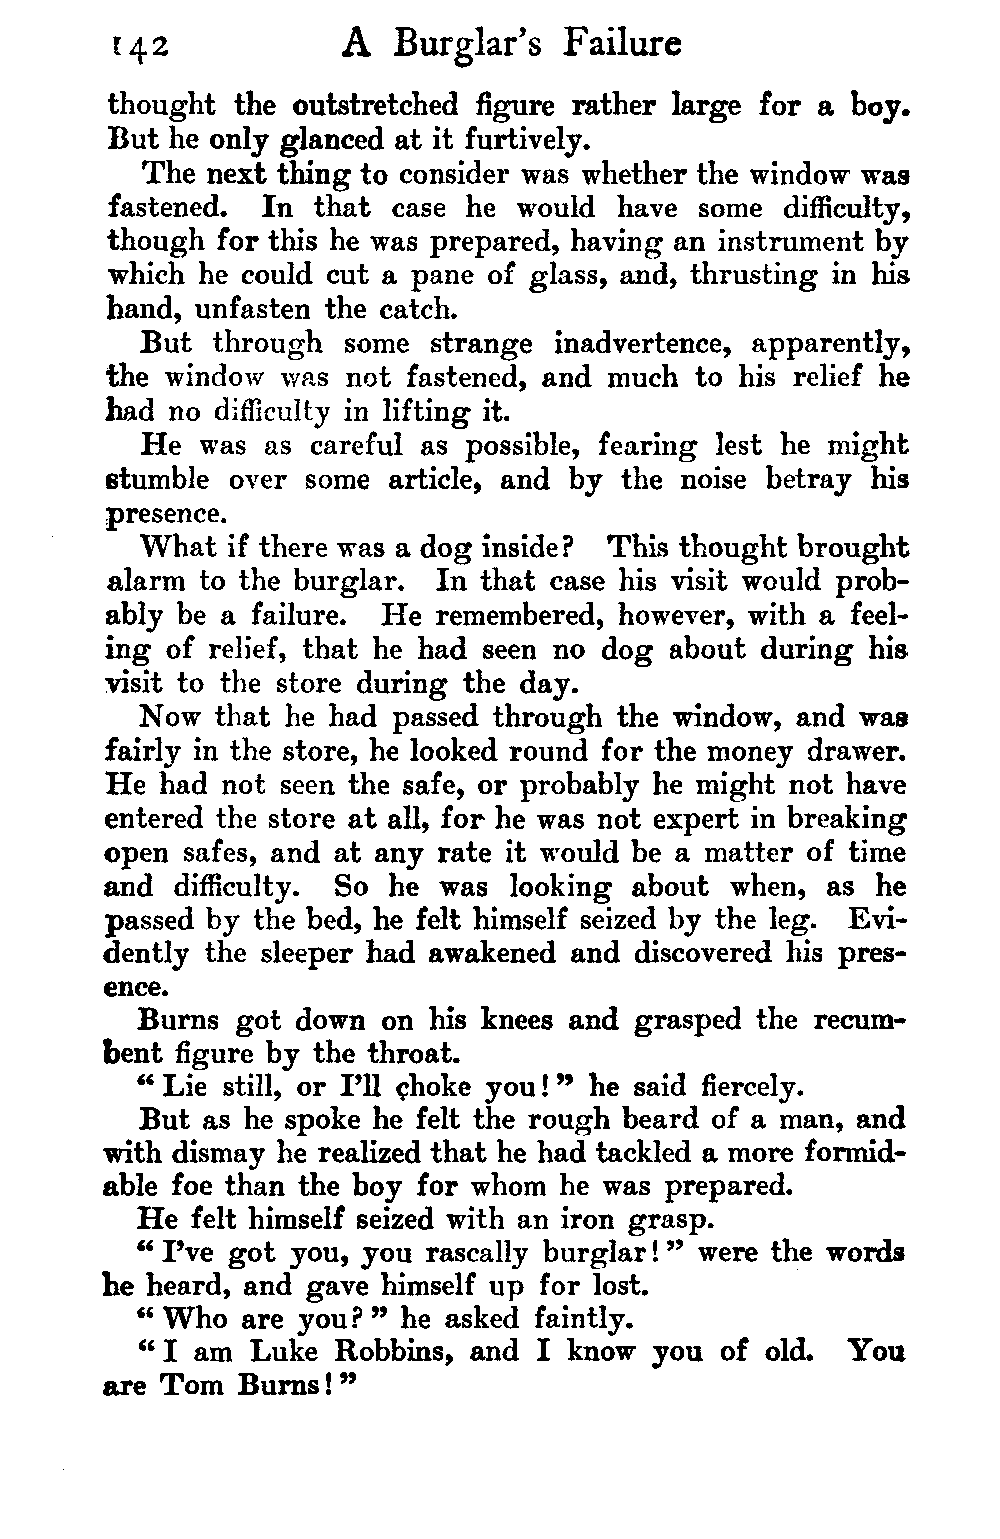 142 A Burglar's Failure
thought the outstretched figure rather large for a boy.
But he only glanced at it furtively.
The next thing to consider was whether the window was
fastened. In that case he would have some difficulty,
though for this he was prepared, having an instrument by
which he could cut a pane of glass, and, thrusting in his
hand, unfasten the catch.
But through some strange inadvertence, apparently,
the window was not fastened, and much to his relief he
had no difficulty in lifting it.
He was as careful as possible, fearing lest he might
stumble over some article, and by the noise betray his
presence.
What if there was a dog inside? This thought brought
alarm to the burglar. In that case his visit would prob-
ably be a failure. He remembered, however, with a feel-
ing of relief, that he had seen no dog about during his
visit to the store during the day.
Now that he had passed through the window, and was
fairly in the store, he looked round for the money drawer.
He had not seen the safe, or probably he might not have
entered the store at all, for he was not expert in breaking
open safes, and at any rate it would be a matter of time
and difficulty. So he was looking about when, as he
passed by the bed, he felt himself seized by the leg. Evi-
dently the sleeper had awakened and discovered his pres-
ence.
Burns got down on his knees and grasped the recum-
bent figure by the throat.
"Lie still, or I'll choke you!" he said fiercely.
But as he spoke he felt the rough beard of a man, and
with dismay he realized that he had tackled a more formid-
able foe than the boy for whom he was prepared.
He felt himself seized with an iron grasp.
"I've got you, you rascally burglar!" were the words
he heard, and gave himself up for lost.
"Who are you?" he asked faintly.
"I am Luke Robbins, and I know you of old. You
are Tom Burns!"